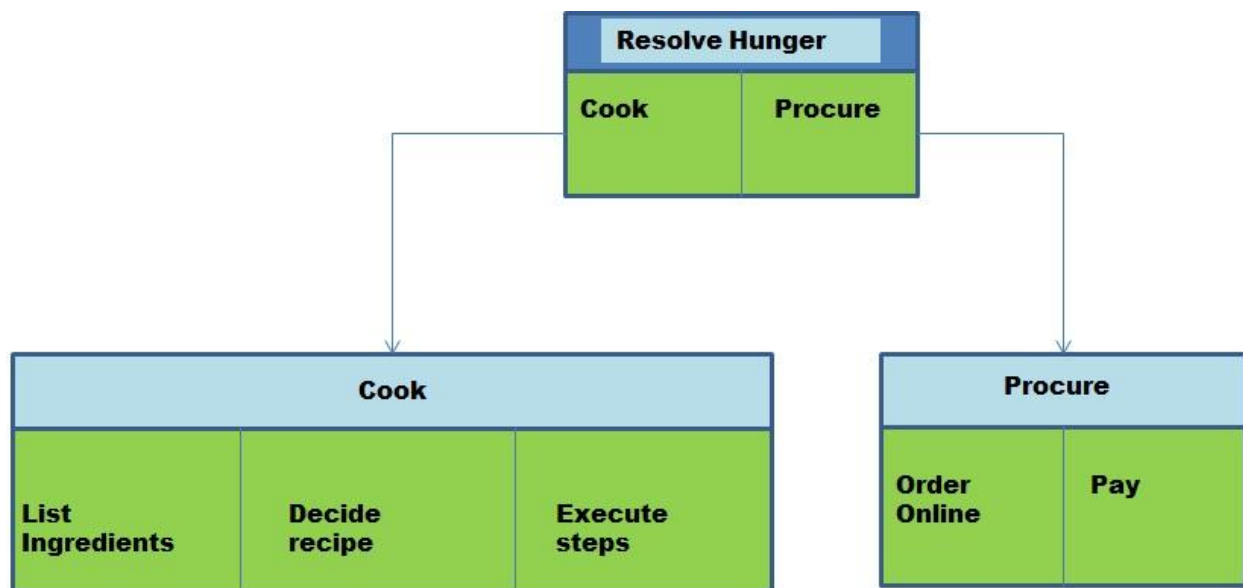 Resolve Hunger
Cook
Procure
Cook
Procure
List
Ingredients
Decide
recipe
Execute
steps
Order
Online
Pay